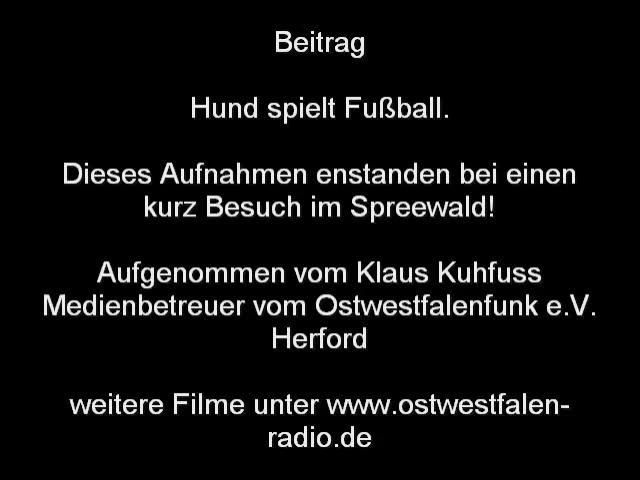 Beitrag
Hund spielt Fußball.
Dieses Aufnahmen enstanden bei einen
kurz Besuch im Spreewald!
Aufgenommen vom Klaus Kuhfuss
Medienbetreuer vom Ostwestfalenfunk e.V.
Herford
weitere Filme unter www.ostwestfalen-
radio.de